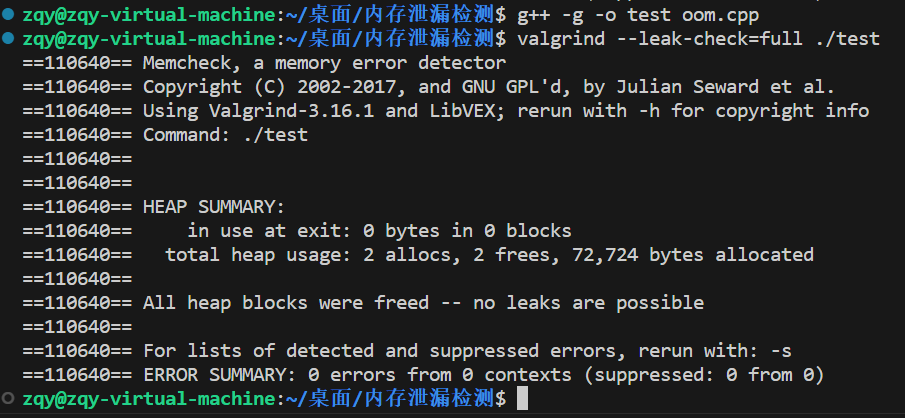 zqy@zqy-virtual-machine:~/桌面/内存泄漏检测$ g++ -g -o test oom.cpp
zqy@zqy-virtual-machine:~/桌面/内存泄漏检测$ valgrind --leak-check=full ./test
==110640== Memcheck, a memory error detector
==110640== Copyright (C) 2002-2017, and GNU GPL'd, by Julian Seward et al.
==110640== Using Valgrind-3.16.1 and LibVEX; rerun with -h for copyright info
==110640== Command: ./test
==110640==
==110640==
==110640== HEAP SUMMARY:
==110640==     in use at exit: 0 bytes in 0 blocks
==110640==   total heap usage: 2 allocs, 2 frees, 72,724 bytes allocated
==110640==
==110640== All heap blocks were freed -- no leaks are possible
==110640==
==110640== For lists of detected and suppressed errors, rerun with: -s
==110640== ERROR SUMMARY: 0 errors from 0 contexts (suppressed: 0 from 0)
zqy@zqy-virtual-machine:~/桌面/内存泄漏检测$